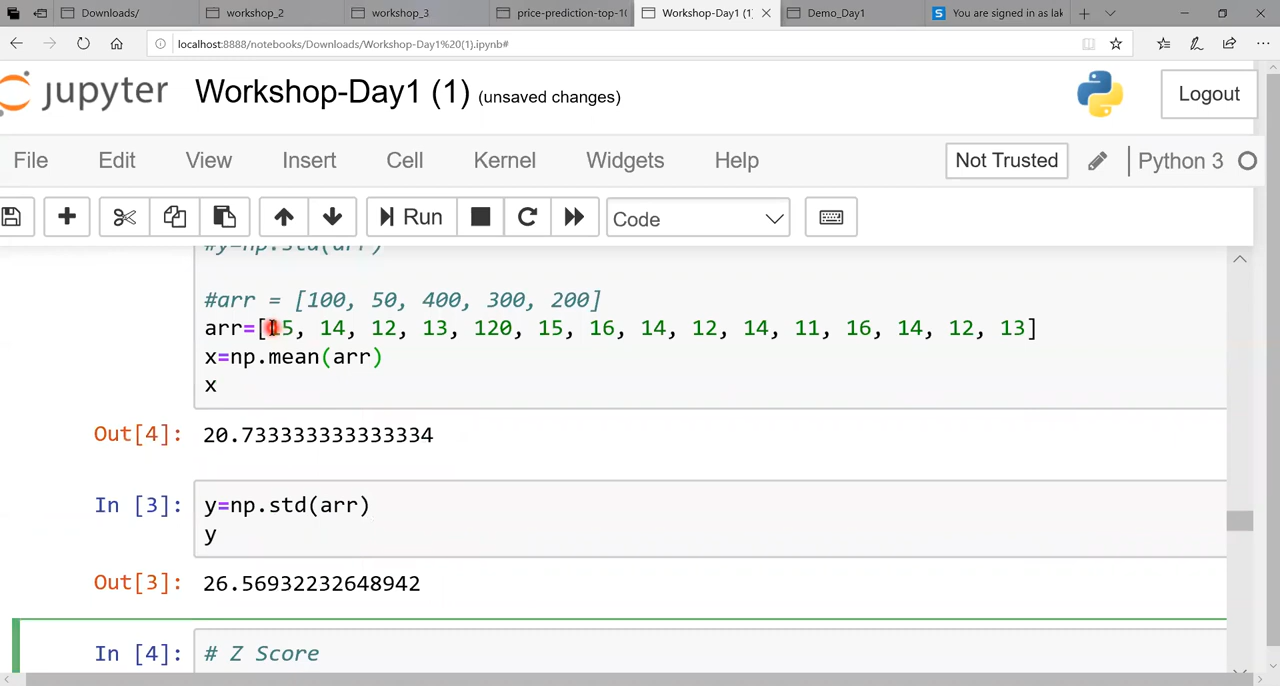 Downloads/ workshop_2 workshop_3 price-prediction-top-10 Workshop-Day1 (1) Demo_Day1 You are signed in as lak
localhost:8888/notebooks/Downloads/Workshop-Day1%20(1).ipynb#
jupyter Workshop-Day1 (1) (unsaved changes) Logout
File Edit View Insert Cell Kernel Widgets Help Not Trusted Python 3
Run Code
#y=np.std(arr)
#arr = [100, 50, 400, 300, 200]
arr=[15, 14, 12, 13, 120, 15, 16, 14, 12, 14, 11, 16, 14, 12, 13]
x=np.mean(arr)
x
Out[4]: 20.733333333333334
In [3]: y=np.std(arr)
y
Out[3]: 26.56932232648942
In [4]: # Z Score